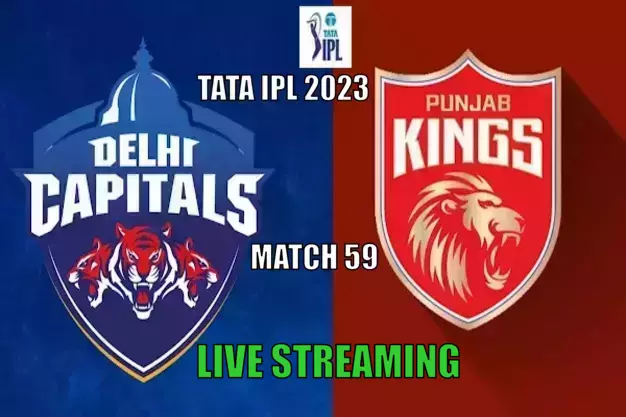 TATA
IPL
TATA IPL 2023
DELHI
CAPITALS
PUNJAB
KINGS
MATCH 59
LIVE STREAMING